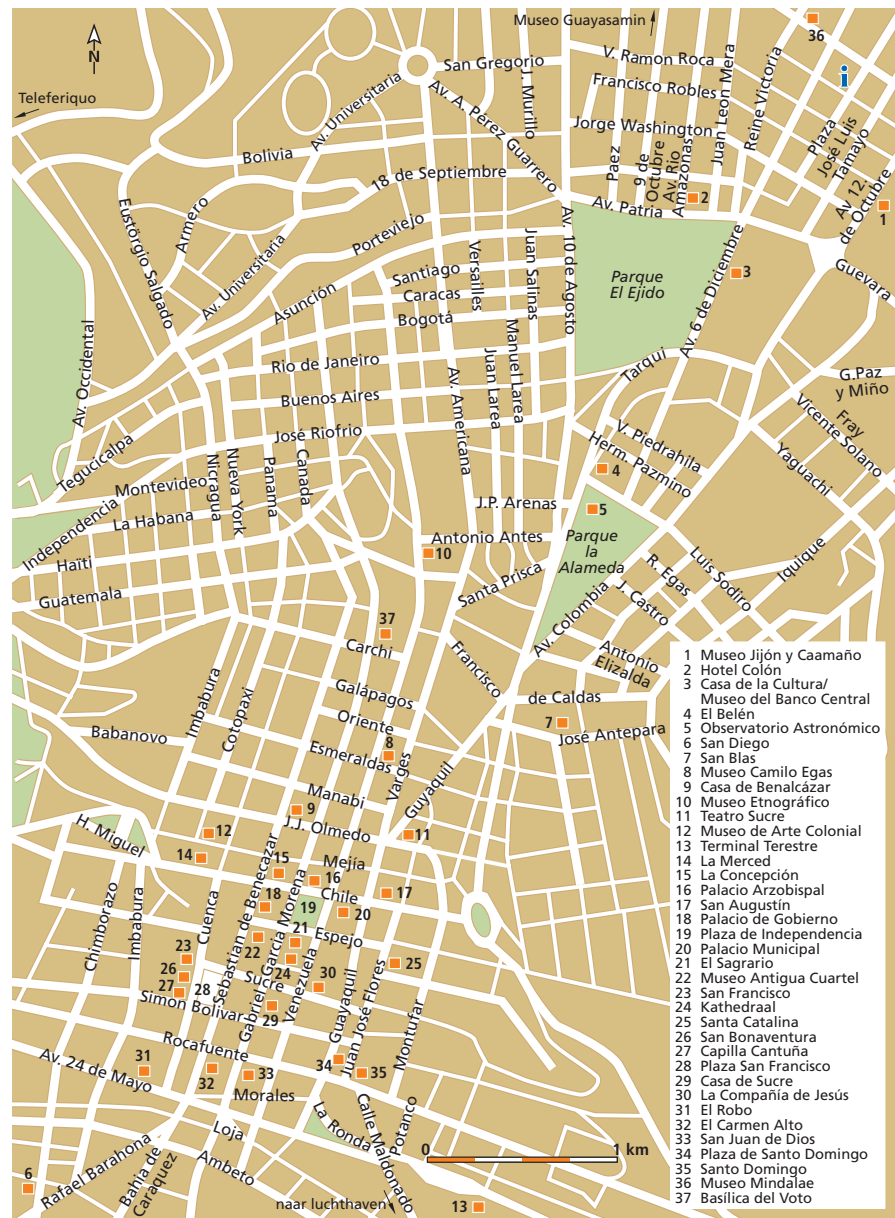 Museo Guayasamin
36
N
San Gregorio
V. Ramon Roca
Francisco Robles
J. Murillo
Juan Leon Mera
Reine Victoria
i
Teleferiquo
Av. Universitaria
Av. A. Pérez Guarrero
Jorge Washington
Plaza
José Luis
Tamayo
Bolivia
18 de Septiembre
Paez
9 de
Octubre
Av. Rio
Amazonas
2
Av 12.
de Octubre
1
Av. Patria
Armero
Eustörgio Salgado
Av. Universitaria
Porteviejo
Asunción
Santiago
Caracas
Bogotá
Versailles
Juan Salinas
Av. 10 de Agosto
Parque
El Ejido
Av. 6 de Diciembre
3
Guevara
Av. Occidental
Rio de Janeiro
Buenos Aires
José Riofrio
Av. Americana
Juan Larea
Manuel Larea
Tarqui
G.Paz
y Miño
Fray
Vicente Solano
Yaguachi
V. Piedrahila
Herm. Pazmino
4
Tegucicalpa
Montevideo
La Habana
Independencia
Haïti
Guatemala
Nicragua
Nueva York
Panama
Canada
J.P. Arenas
5
Parque
la
Alameda
Antonio Antes
10
Santa Prisca
Luis Sodiro
R. Egas
J. Castro
Iquique
Av. Colombia
Antonio
Elizalda
37
Carchi
Francisco
de Caldas
7
José Antepara
Galápagos
Oriente
Esmeraldas
8
Varges
Guyaquil
Imbabura
Cotopaxi
Babanovo
Manabi
9
J.J. Olmedo
11
12
H. Miguel
14
15
Mejía
16
Chile
17
18
19
20
21
Espejo
22
24
25
Chimborazo
Imbabura
Cuenca
Sebastian de Benecazar
Gabriel García Morena
Venezuela
23
26
27
28
Sucre
30
Simon Bolivar
29
Guayaquil
Juan José Flores
Montufar
Rocafuente
Av. 24 de Mayo
31
32
33
34
35
Morales
Loja
La Ronda
Calle Maldonado
Potanco
Ambeto
6
Rafael Barahona
Bahia de
Caraquez
0
1 km
naar luchthaven
13
1 Museo Jijón y Caamaño
2 Hotel Colón
3 Casa de la Cultura/
Museo del Banco Central
4 El Belén
5 Observatorio Astronómico
6 San Diego
7 San Blas
8 Museo Camilo Egas
9 Casa de Benalcázar
10 Museo Etnográfico
11 Teatro Sucre
12 Museo de Arte Colonial
13 Terminal Terestre
14 La Merced
15 La Concepción
16 Palacio Arzobispal
17 San Augustín
18 Palacio de Gobierno
19 Plaza de Independencia
20 Palacio Municipal
21 El Sagrario
22 Museo Antigua Cuartel
23 San Francisco
24 Kathedraal
25 Santa Catalina
26 San Bonaventura
27 Capilla Cantuña
28 Plaza San Francisco
29 Casa de Sucre
30 La Compañía de Jesús
31 El Robo
32 El Carmen Alto
33 San Juan de Dios
34 Plaza de Santo Domingo
35 Santo Domingo
36 Museo Mindalae
37 Basílica del Voto